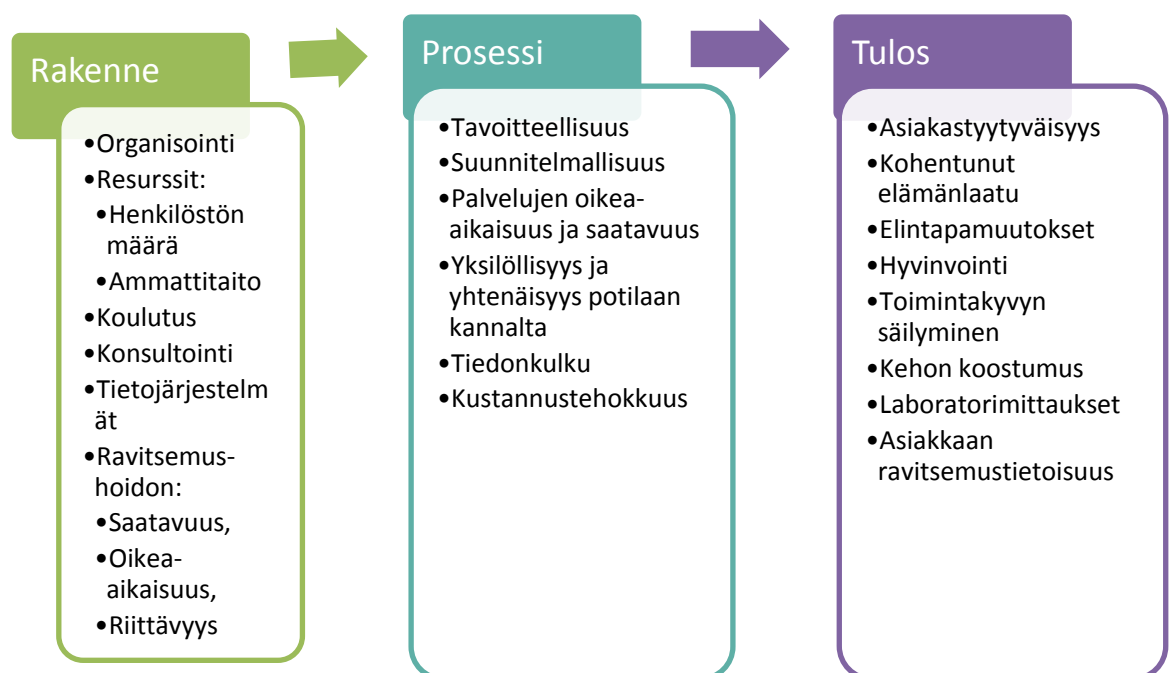 Rakenne
•Organisointi
•Resurssit:
•Henkilöstön
määrä
•Ammattitaito
•Koulutus
•Konsultointi
•Tietojärjestelm
ät
•Ravitsemus-
hoidon:
•Saatavuus,
•Oikea-
aikaisuus,
•Riittävyys
Prosessi
•Tavoitteellisuus
•Suunnitelmallisuus
•Palvelujen oikea-
aikaisuus ja saatavuus
•Yksilöllisyys ja
yhtenäisyys potilaan
kannalta
•Tiedonkulku
•Kustannustehokkuus
Tulos
•Asiakastyytyväisyys
•Kohentunut
elämänlaatu
•Elintapamuutokset
•Hyvinvointi
•Toimintakyvyn
säilyminen
•Kehon koostumus
•Laboratorimittaukset
•Asiakkaan
ravitsemustietoisuus